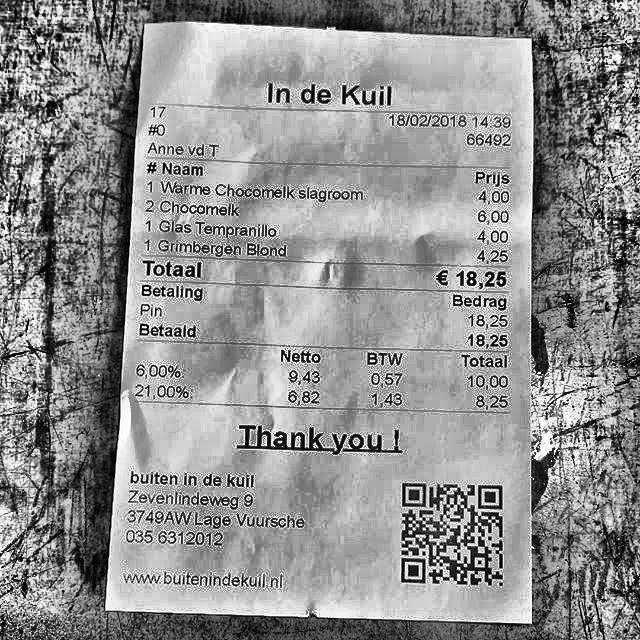 In de Kuil
17 18/02/2018 14:39
#0 66492
Anne vd T
# Naam Prijs
1 Warme Chocomelk slagroom 4,00
2 Chocomelk 6,00
1 Glas Tempranillo 4,00
1 Grimbergen Blond 4,25
Totaal € 18,25
Betaling Bedrag
Pin 18,25
Betaald 18,25
Netto BTW Totaal
6,00% 9,43 0,57 10,00
21,00% 6,82 1,43 8,25
Thank you !
buiten in de kuil
Zevenlindeweg 9
3749AW Lage Vuursche
035 6312012
www.buitenindekuil.nl